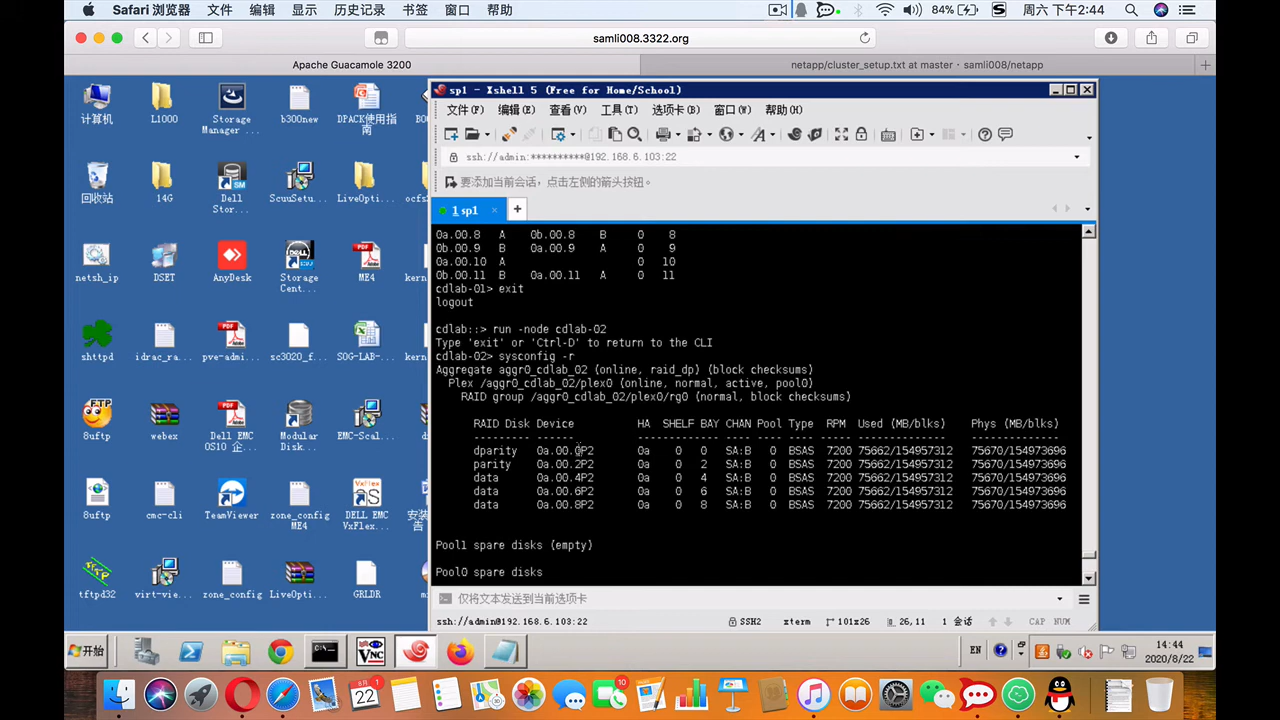 Safari 浏览器 文件 编辑 显示 历史记录 书签 窗口 帮助 84% 周六 下午2:44
samli008.3322.org
Apache Guacamole 3200 netapp/cluster_setup.txt at master · samli008/netapp
sp1 - Xshell 5 (Free for Home/School)
文件(F) 编辑(E) 查看(V) 工具(T) 选项卡(B) 窗口(W) 帮助(H)
ssh://admin:**********@192.168.6.103:22
要添加当前会话，点击左侧的箭头按钮。
1 sp1
计算机 L1000 Storage Manager ... b300new DPACK使用指南
回收站 14G Dell Stor... ScuuSetu... LiveOpti... ocfs
netsh_ip DSET AnyDesk Storage Cent... ME4 kern
shttpd idrac_ra... pve-admi... sc3020_f... SOG-LAB-... kern
8uftp webex Dell EMC OS10 企... Modular Disk... EMC-Scal...
8uftp cmc-cli TeamViewer zone_config ME4 DELL EMC VxFlex... 安装 告
tftpd32 virt-vie... zone_config LiveOpti... GRLDR
0a.00.8 A 0b.00.8 B 0 8
0b.00.9 B 0a.00.9 A 0 9
0a.00.10 A 0 10
0b.00.11 B 0a.00.11 A 0 11
cdlab-01> exit
logout
cdlab::> run -node cdlab-02
Type 'exit' or 'Ctrl-D' to return to the CLI
cdlab-02> sysconfig -r
Aggregate aggr0_cdlab_02 (online, raid_dp) (block checksums)
Plex /aggr0_cdlab_02/plex0 (online, normal, active, pool0)
RAID group /aggr0_cdlab_02/plex0/rg0 (normal, block checksums)
RAID Disk Device HA SHELF BAY CHAN Pool Type RPM Used (MB/blks) Phys (MB/blks)
--------- ------ ------------- ---- ---- ---- ----- -------------- --------------
dparity 0a.00.0P2 0a 0 0 SA:B 0 BSAS 7200 75662/154957312 75670/154973696
parity 0a.00.2P2 0a 0 2 SA:B 0 BSAS 7200 75662/154957312 75670/154973696
data 0a.00.4P2 0a 0 4 SA:B 0 BSAS 7200 75662/154957312 75670/154973696
data 0a.00.6P2 0a 0 6 SA:B 0 BSAS 7200 75662/154957312 75670/154973696
data 0a.00.8P2 0a 0 8 SA:B 0 BSAS 7200 75662/154957312 75670/154973696
Pool1 spare disks (empty)
Pool0 spare disks
仅将文本发送到当前选项卡
ssh://admin@192.168.6.103:22 SSH2 xterm 101x26 26,11 1 会话 CAP NUM
开始 EN 14:44
2020/8/22
8月 22 10